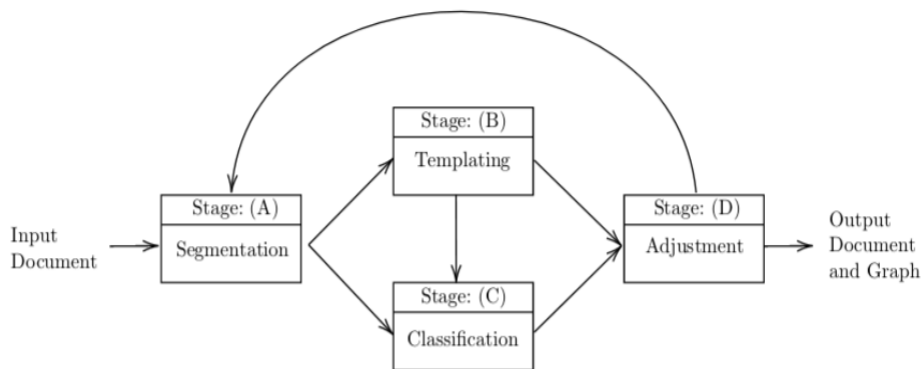 Stage: (B)
Templating
Stage: (A)
Segmentation
Stage: (D)
Adjustment
Input
Document
Output
Document
and Graph
Stage: (C)
Classification